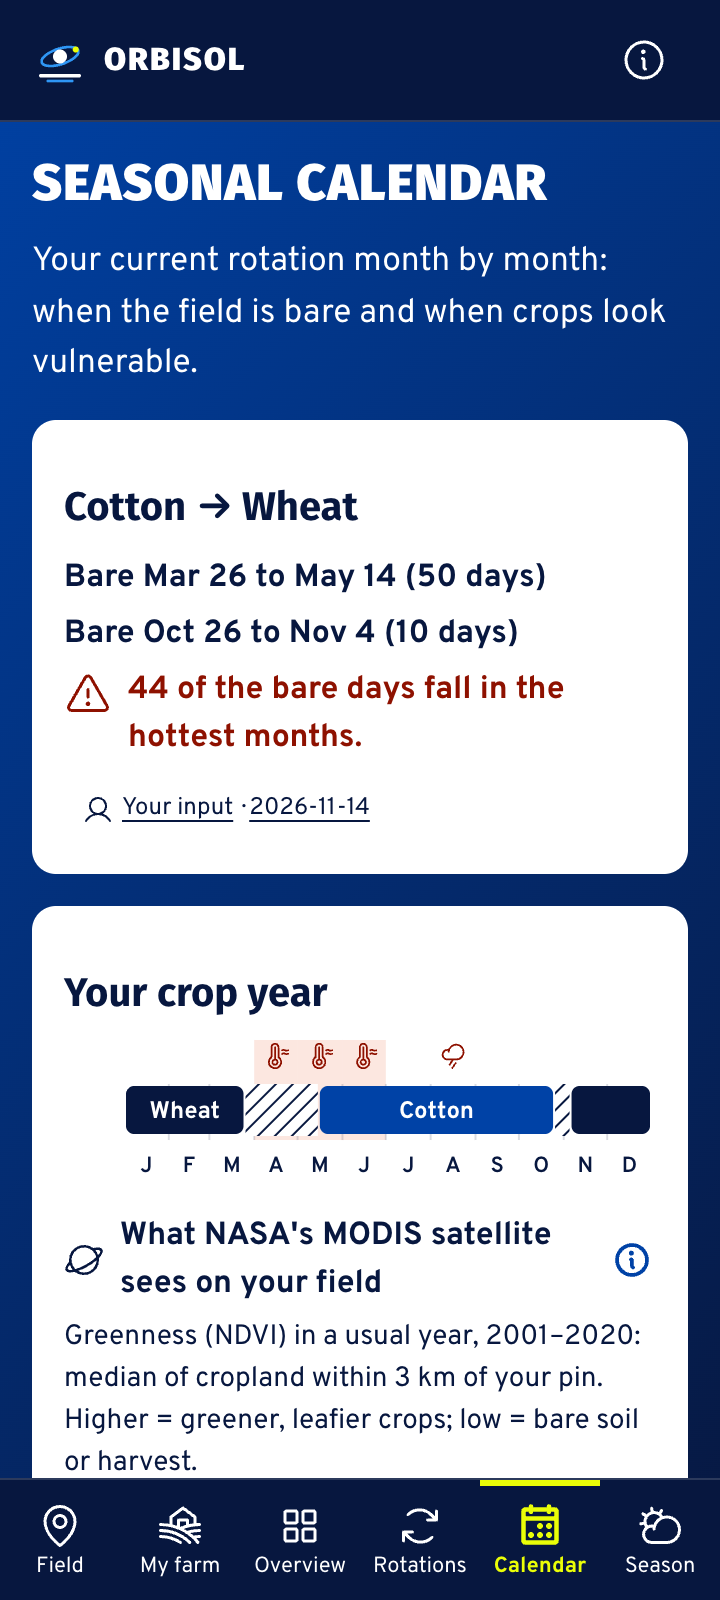 ORBISOL
SEASONAL CALENDAR
Your current rotation month by month:
when the field is bare and when crops look
vulnerable.
Cotton → Wheat
Bare Mar 26 to May 14 (50 days)
Bare Oct 26 to Nov 4 (10 days)
44 of the bare days fall in the
hottest months.
Your input · 2026-11-14
Your crop year
Wheat Cotton
J F M A M J J A S O N D
What NASA's MODIS satellite
sees on your field
Greenness (NDVI) in a usual year, 2001–2020:
median of cropland within 3 km of your pin.
Higher = greener, leafier crops; low = bare soil
or harvest.
Field My farm Overview Rotations Calendar Season